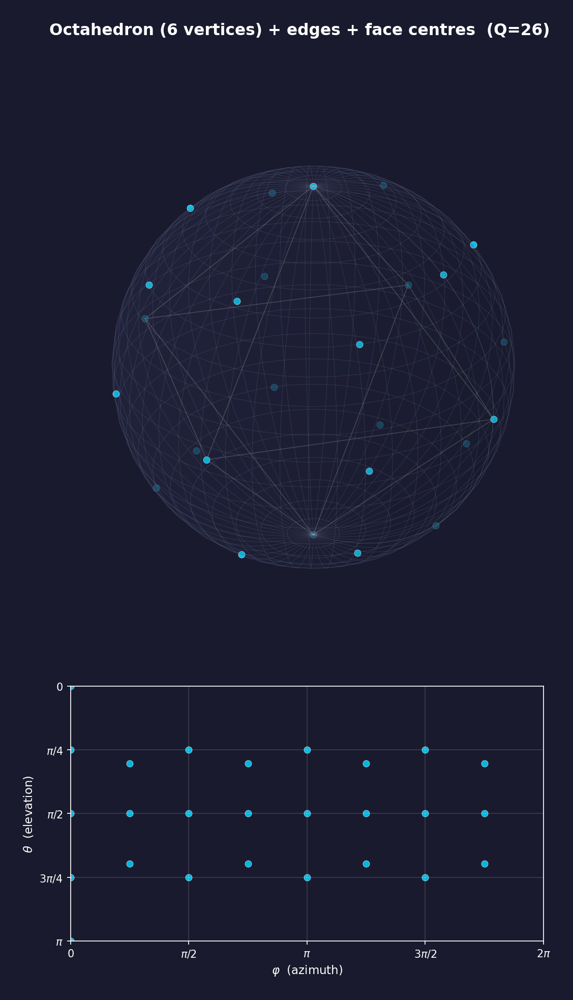 Octahedron (6 vertices) + edges + face centres (Q=26)
0
π/4
π/2
3π/4
π
θ (elevation)
0 π/2 π 3π/2 2π
φ (azimuth)